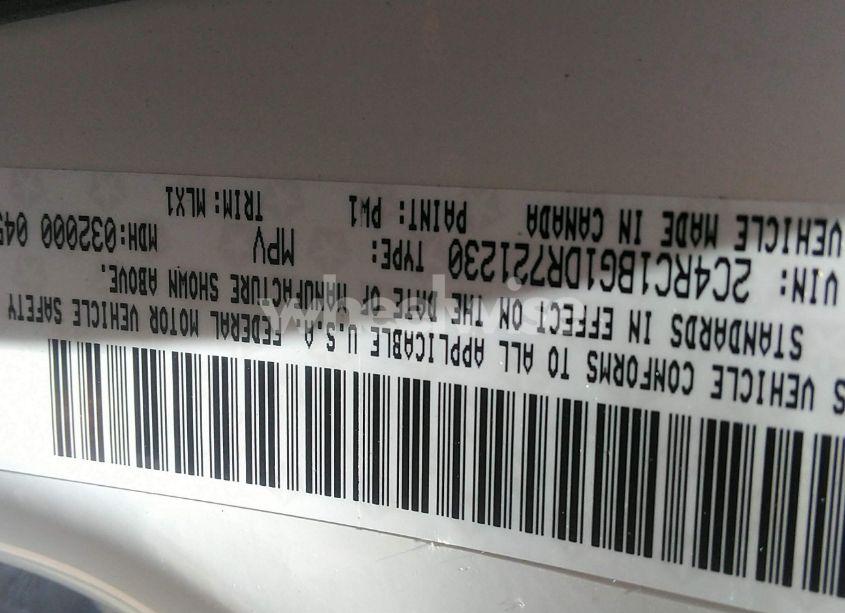 S VEHICLE CONFORMS TO ALL APPLICABLE U.S.A. FEDERAL MOTOR VEHICLE SAFETY
STANDARDS IN EFFECT ON THE DATE OF MANUFACTURE SHOWN ABOVE.
VIN: 2C4RC1BG1DR721230 TYPE: MPV MDH:032000 045
VEHICLE MADE IN CANADA PAINT: PW1 TRIM: MLX1